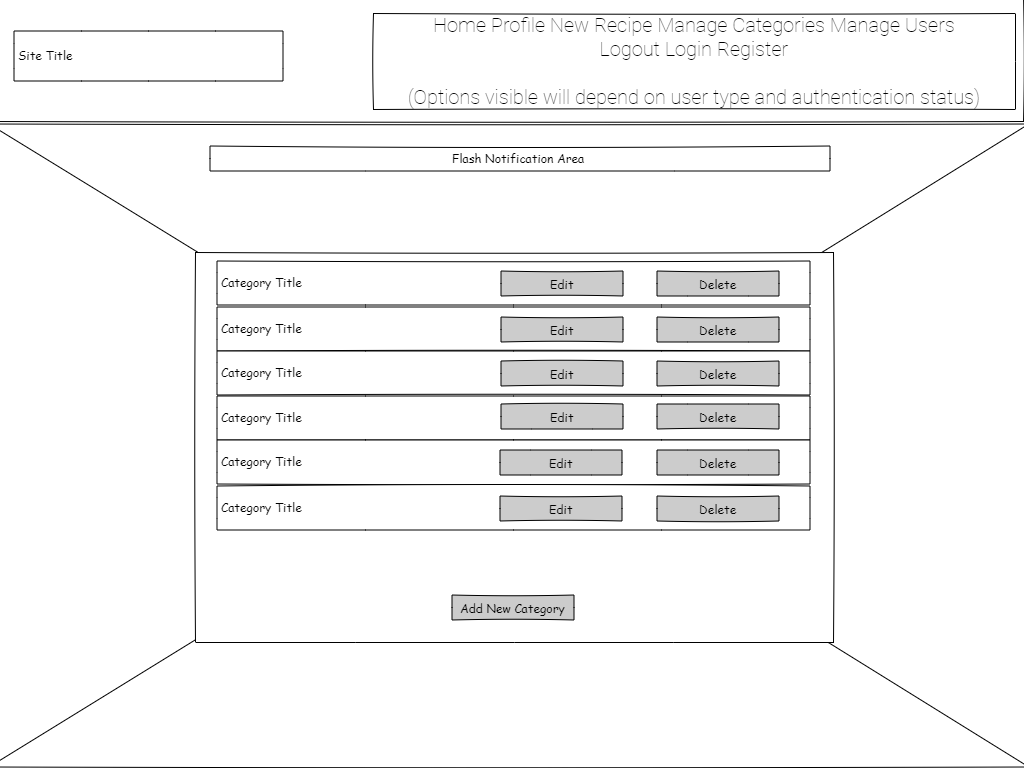 Site Title
Home Profile New Recipe Manage Categories Manage Users
Logout Login Register
(Options visible will depend on user type and authentication status)
Flash Notification Area
Category Title Edit Delete
Category Title Edit Delete
Category Title Edit Delete
Category Title Edit Delete
Category Title Edit Delete
Category Title Edit Delete
Add New Category